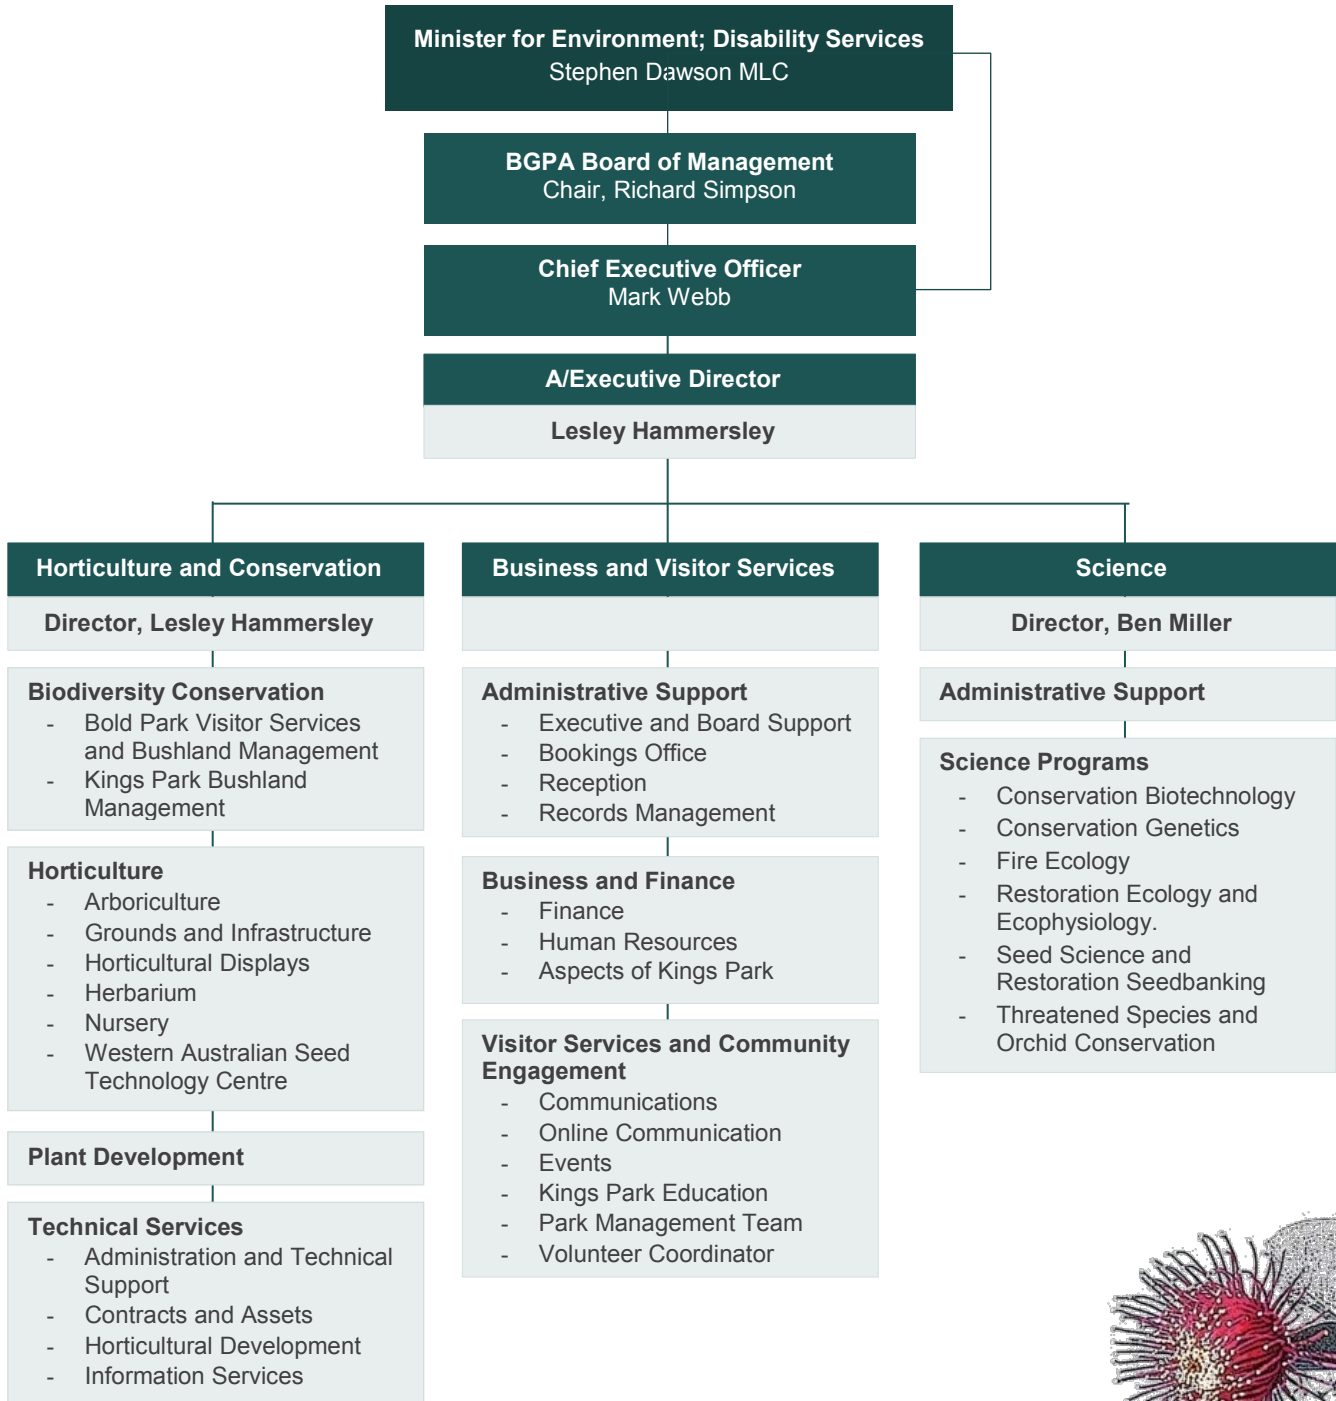 Minister for Environment; Disability Services
Stephen Dawson MLC
BGPA Board of Management
Chair, Richard Simpson
Chief Executive Officer
Mark Webb
A/Executive Director
Lesley Hammersley
Horticulture and Conservation
Director, Lesley Hammersley
Biodiversity Conservation
- Bold Park Visitor Services
and Bushland Management
- Kings Park Bushland
Management
Horticulture
- Arboriculture
- Grounds and Infrastructure
- Horticultural Displays
- Herbarium
- Nursery
- Western Australian Seed
Technology Centre
Plant Development
Technical Services
- Administration and Technical
Support
- Contracts and Assets
- Horticultural Development
- Information Services
Business and Visitor Services
Administrative Support
- Executive and Board Support
- Bookings Office
- Reception
- Records Management
Business and Finance
- Finance
- Human Resources
- Aspects of Kings Park
Visitor Services and Community
Engagement
- Communications
- Online Communication
- Events
- Kings Park Education
- Park Management Team
- Volunteer Coordinator
Science
Director, Ben Miller
Administrative Support
Science Programs
- Conservation Biotechnology
- Conservation Genetics
- Fire Ecology
- Restoration Ecology and
Ecophysiology.
- Seed Science and
Restoration Seedbanking
- Threatened Species and
Orchid Conservation